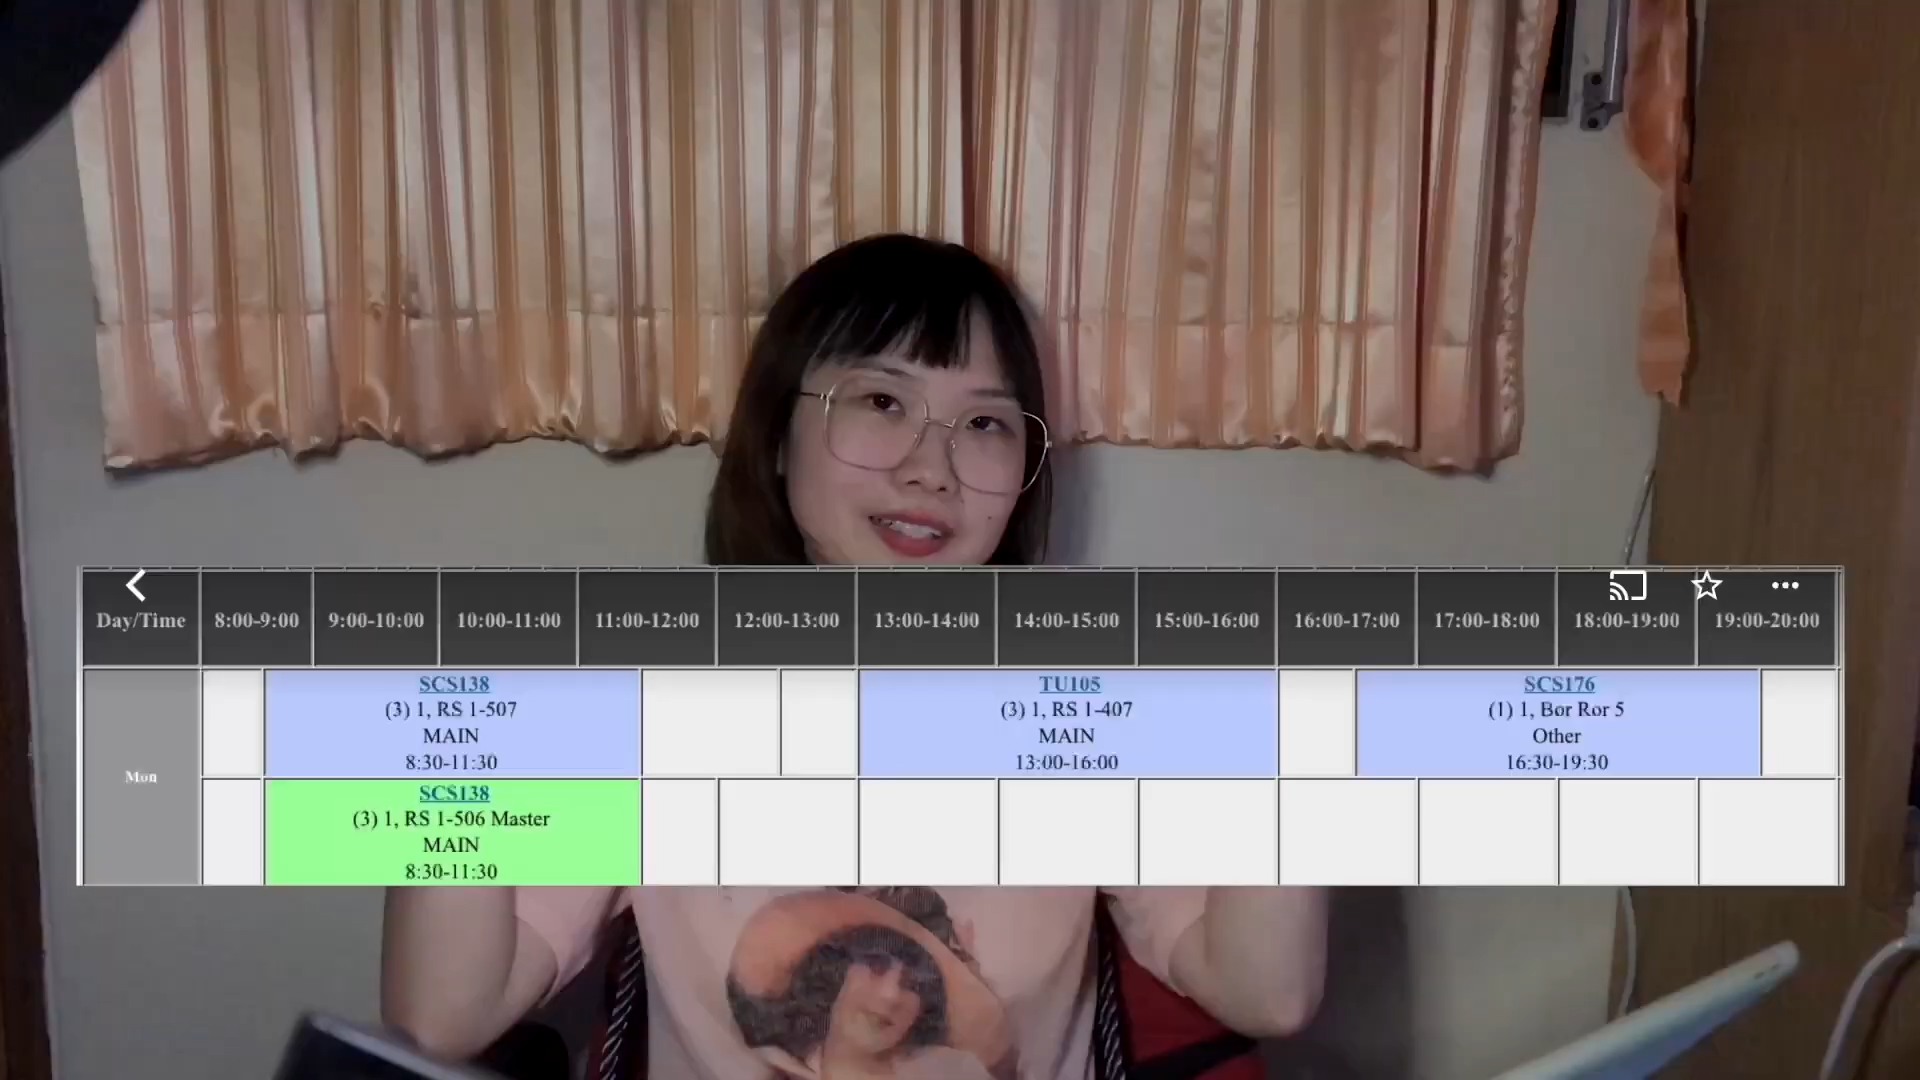 Day/Time 8:00-9:00 9:00-10:00 10:00-11:00 11:00-12:00 12:00-13:00 13:00-14:00 14:00-15:00 15:00-16:00 16:00-17:00 17:00-18:00 18:00-19:00 19:00-20:00
Mon
SCS138
(3) 1, RS 1-507
MAIN
8:30-11:30
TU105
(3) 1, RS 1-407
MAIN
13:00-16:00
SCS176
(1) 1, Bor Ror 5
Other
16:30-19:30
SCS138
(3) 1, RS 1-506 Master
MAIN
8:30-11:30